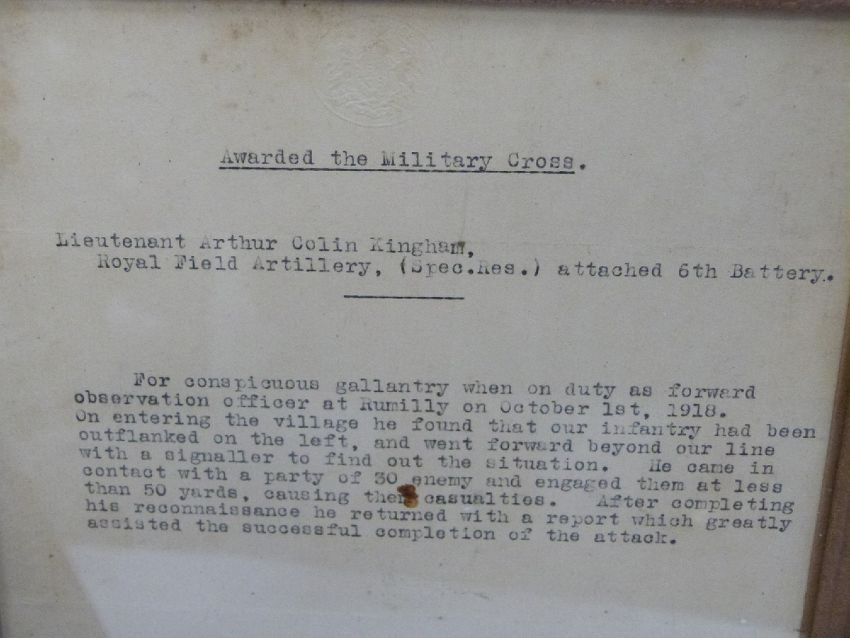 Awarded the Military Cross.
Lieutenant Arthur Colin Kingham,
Royal Field Artillery, (Spec.Res.) attached 6th Battery.
For conspicuous gallantry when on duty as forward
observation officer at Rumilly on October 1st, 1918.
On entering the village he found that our infantry had been
outflanked on the left, and went forward beyond our line
with a signaller to find out the situation. He came in
contact with a party of 30 enemy and engaged them at less
than 50 yards, causing them casualties. After completing
his reconnaissance he returned with a report which greatly
assisted the successful completion of the attack.